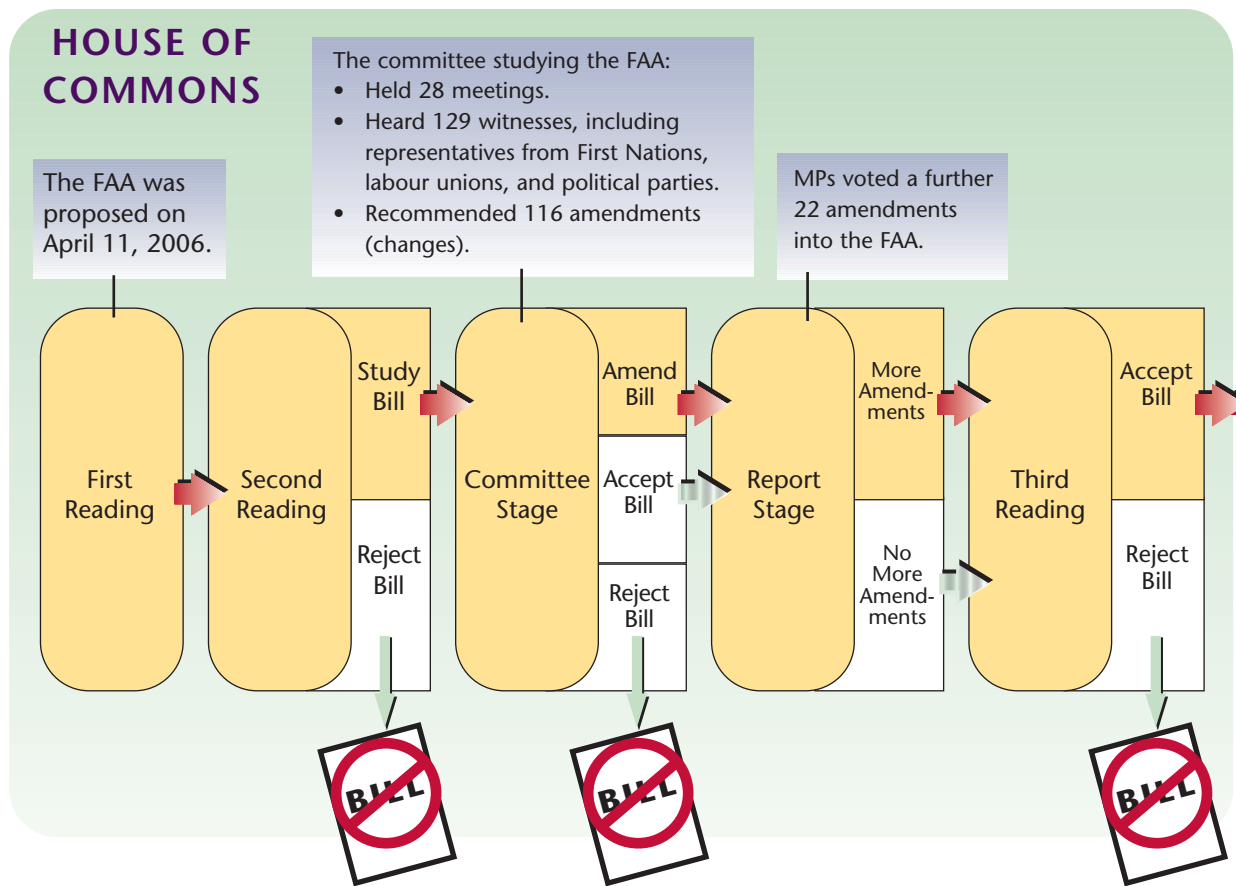 HOUSE OF
COMMONS
The FAA was
proposed on
April 11, 2006.
The committee studying the FAA:
• Held 28 meetings.
• Heard 129 witnesses, including
representatives from First Nations,
labour unions, and political parties.
• Recommended 116 amendments
(changes).
MPs voted a further
22 amendments
into the FAA.
First
Reading
Second
Reading
Study
Bill
Reject
Bill
Committee
Stage
Amend
Bill
Accept
Bill
Reject
Bill
Report
Stage
More
Amend-
ments
No
More
Amend-
ments
Third
Reading
Accept
Bill
Reject
Bill
BILL
BILL
BILL